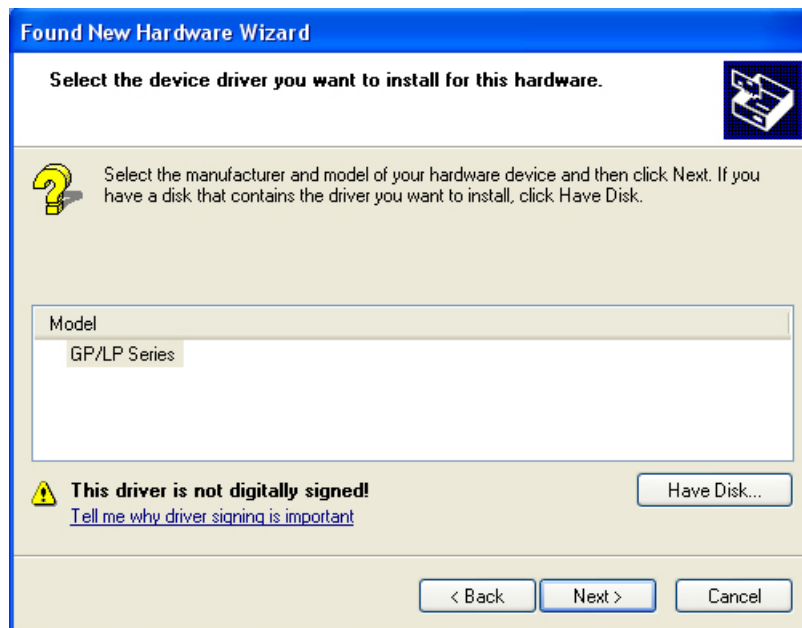 Found New Hardware Wizard
Select the device driver you want to install for this hardware.
Select the manufacturer and model of your hardware device and then click Next. If you
have a disk that contains the driver you want to install, click Have Disk.
Model
GP/LP Series
This driver is not digitally signed!
Have Disk...
Tell me why driver signing is important
< Back
Next >
Cancel